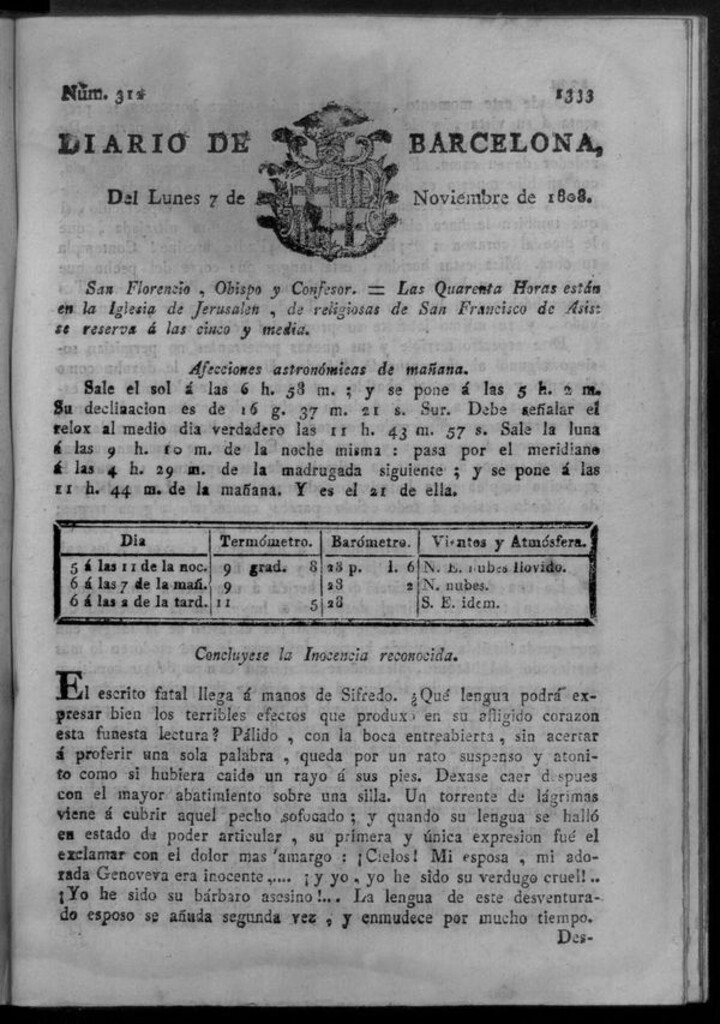 Núm. 312 1333
DIARIO DE BARCELONA,
Del Lunes 7 de Noviembre de 1808.
San Florencio , Obispo y Confesor. = Las Quarenta Horas están
en la Iglesia de Jerusalen , de religiosas de San Francisco de Asis:
se reserva á las cinco y media.
Afecciones astronómicas de mañana.
Sale el sol á las 6 h. 58 m. ; y se pone á las 5 h. 2 m.
Su declinacion es de 16 g. 37 m. 21 s. Sur. Debe señalar el
relox al medio dia verdadero las 11 h. 43 m. 57 s. Sale la luna
á las 9 h. 10 m. de la noche misma : pasa por el meridiano
á las 4 h. 29 m. de la madrugada siguiente ; y se pone á las
11 h. 44 m. de la mañana. Y es el 21 de ella.
Dia Termómetro. Barómetro. Vientos y Atmósfera.
5 á las 11 de la noc. 9 grad. 8 28 p. l. 6 N. E. nubes llovido.
6 á las 7 de la mañ. 9 28 2 N. nubes.
6 á las 2 de la tard. 11 5 28 S. E. idem.
Concluyese la Inocencia reconocida.
El escrito fatal llega á manos de Sifredo. ¿Qué lengua podrá ex-
presar bien los terribles efectos que produxo en su afligido corazon
esta funesta lectura? Pálido , con la boca entreabierta , sin acertar
á proferir una sola palabra , queda por un rato suspenso y atoni-
to como si hubiera caido un rayo á sus pies. Dexase caer despues
con el mayor abatimiento sobre una silla. Un torrente de lágrimas
viene á cubrir aquel pecho sofocado ; y quando su lengua se halló
en estado de poder articular , su primera y única expresion fué el
exclamar con el dolor mas amargo : ¡Cielos! Mi esposa , mi ado-
rada Genoveva era inocente ,.... ¡ y yo , yo he sido su verdugo cruel! ..
¡Yo he sido su bárbaro asesino!... La lengua de este desventura-
do esposo se añuda segunda vez , y enmudece por mucho tiempo.
Des-